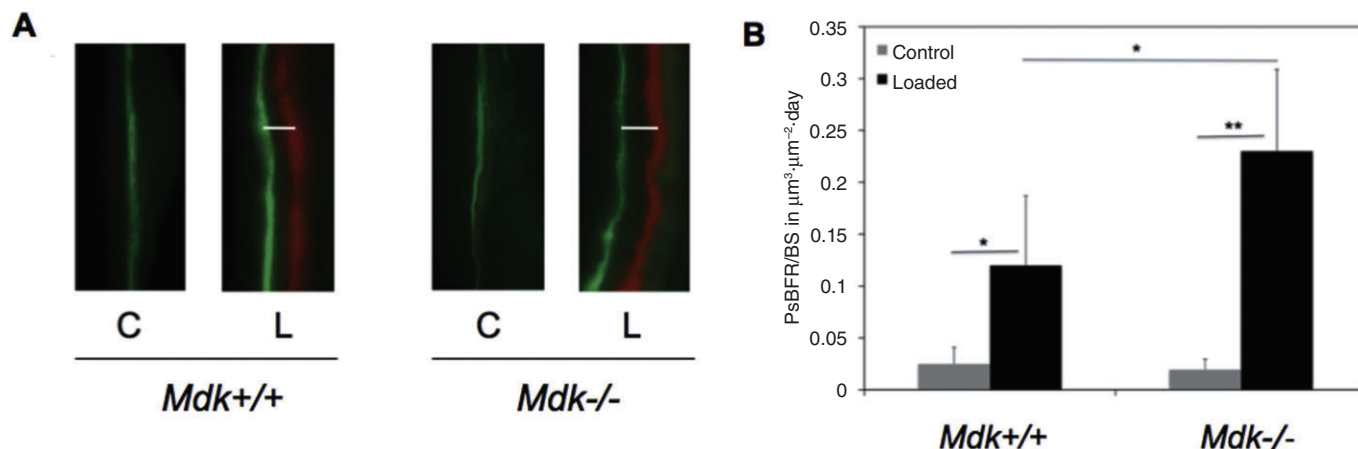 A
C
L
C
L
Mdk+/+
Mdk-/-
B
PsBFR/BS in µm³·µm⁻²·day
0.35
0.3
0.25
0.2
0.15
0.1
0.05
0
Control
Loaded
*
*
**
Mdk+/+
Mdk-/-